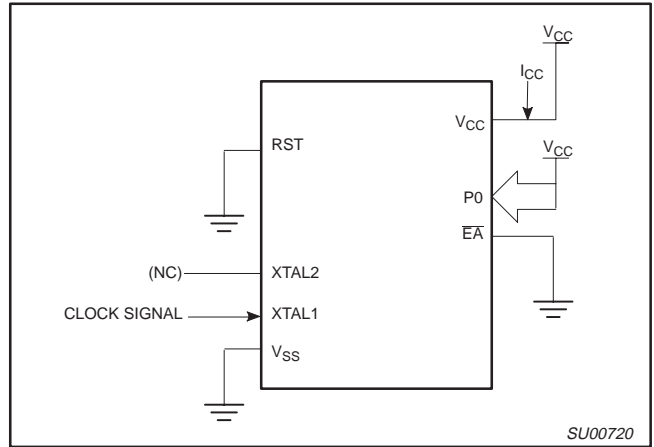 VCC
ICC
VCC
RST
VCC
P0
EA
(NC)
XTAL2
CLOCK SIGNAL
XTAL1
VSS
SU00720